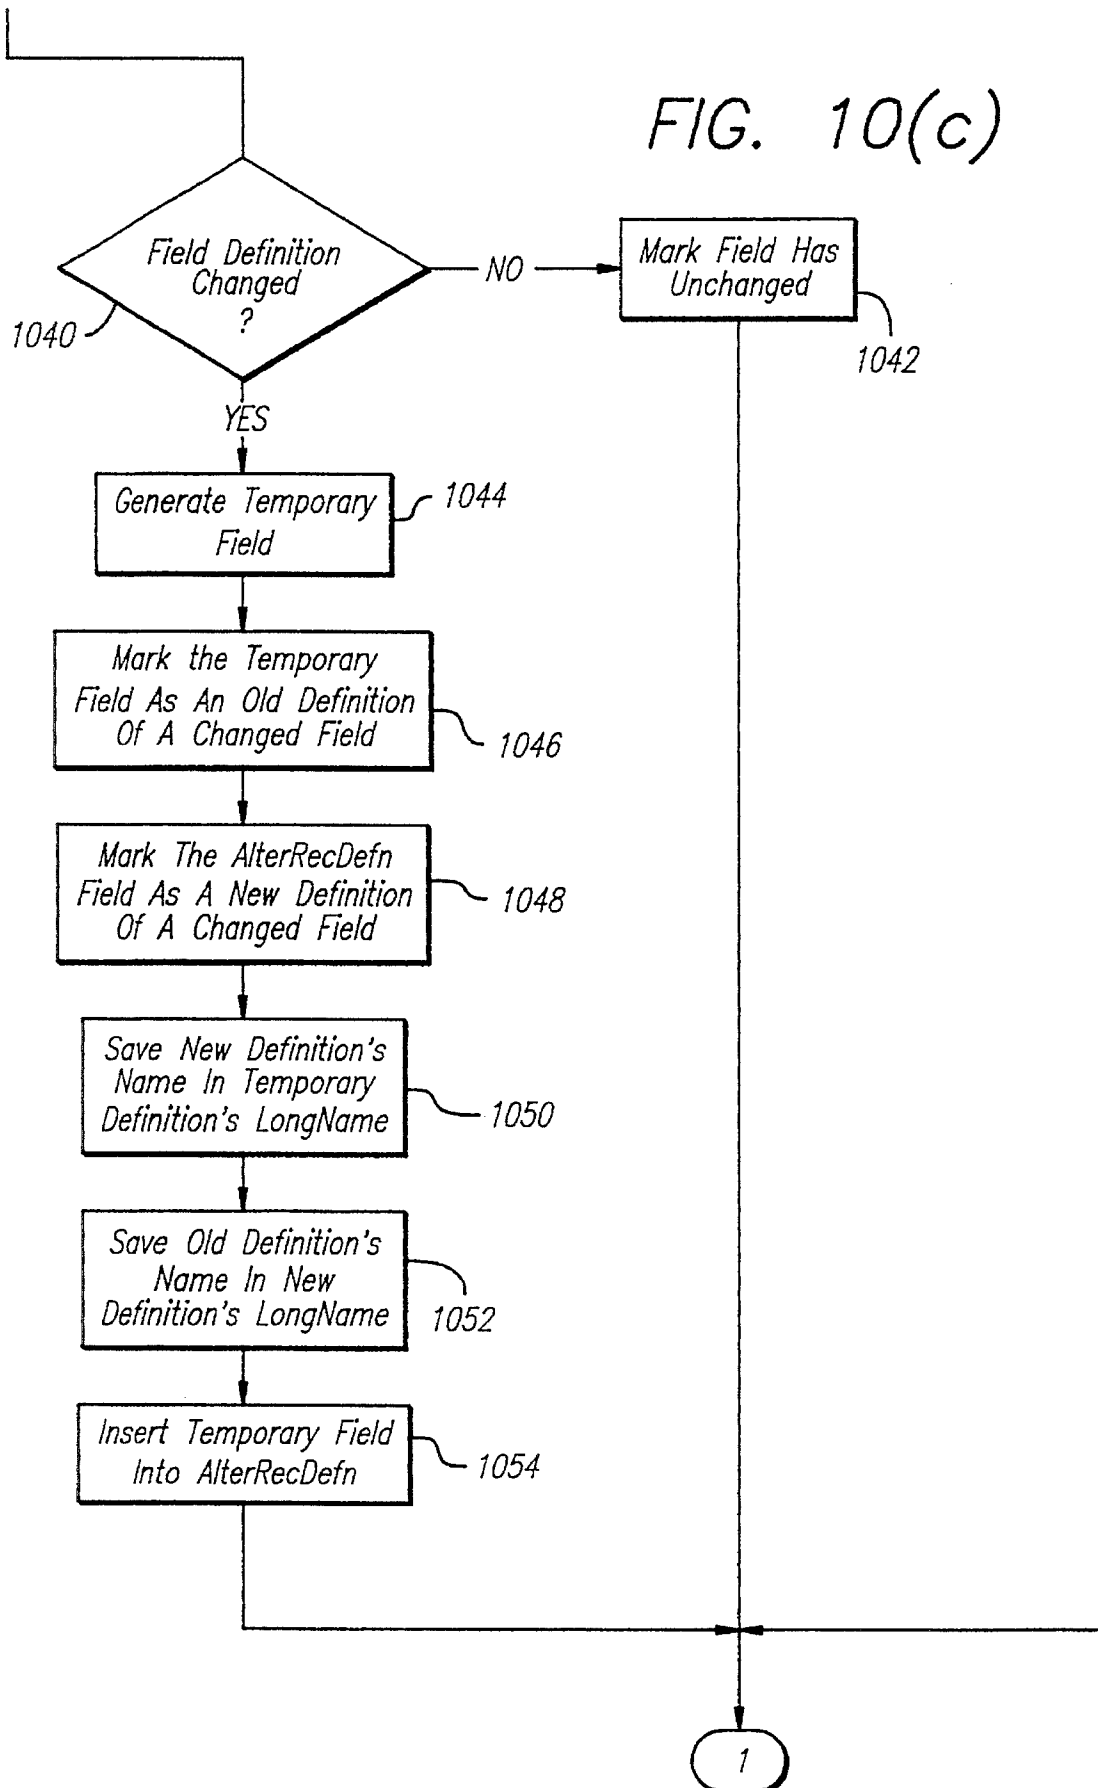 FIG. 10(c)
Field Definition
Changed
?
1040
NO
Mark Field Has
Unchanged
1042
YES
Generate Temporary
Field
1044
Mark the Temporary
Field As An Old Definition
Of A Changed Field
1046
Mark The AlterRecDefn
Field As A New Definition
Of A Changed Field
1048
Save New Definition's
Name In Temporary
Definition's LongName
1050
Save Old Definition's
Name In New
Definition's LongName
1052
Insert Temporary Field
Into AlterRecDefn
1054
1